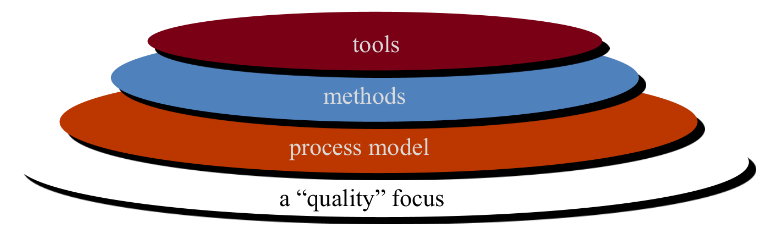 tools
methods
process model
a “quality” focus